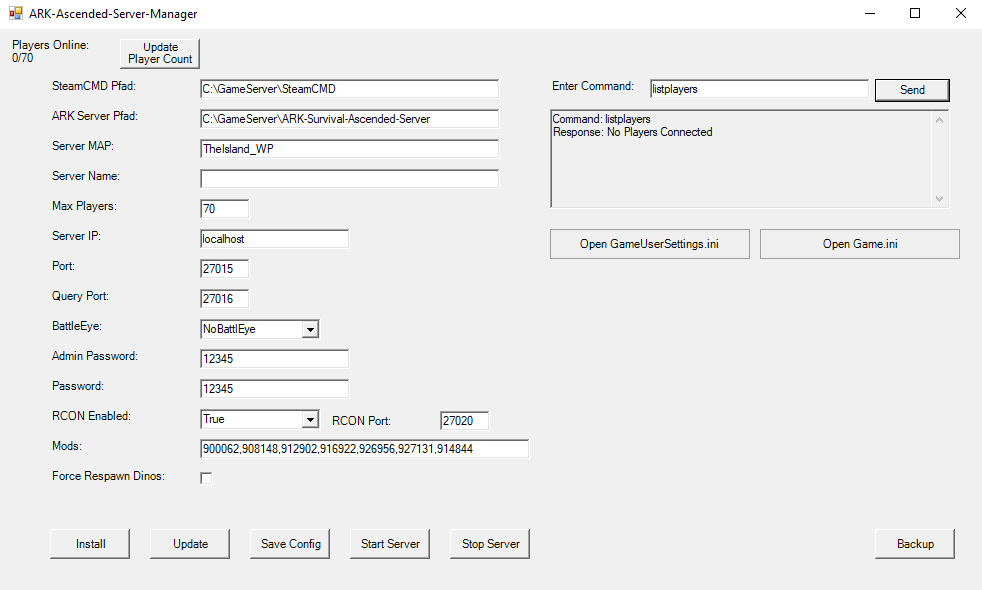 ARK-Ascended-Server-Manager
Players Online:
0/70
Update
Player Count
SteamCMD Pfad:
C:\GameServer\SteamCMD
ARK Server Pfad:
C:\GameServer\ARK-Survival-Ascended-Server
Server MAP:
TheIsland_WP
Server Name:
Max Players:
70
Server IP:
localhost
Port:
27015
Query Port:
27016
BattleEye:
NoBattlEye
Admin Password:
12345
Password:
12345
RCON Enabled:
True
RCON Port:
27020
Mods:
900062,908148,912902,916922,926956,927131,914844
Force Respawn Dinos:
Enter Command:
listplayers
Send
Command: listplayers
Response: No Players Connected
Open GameUserSettings.ini
Open Game.ini
Install
Update
Save Config
Start Server
Stop Server
Backup